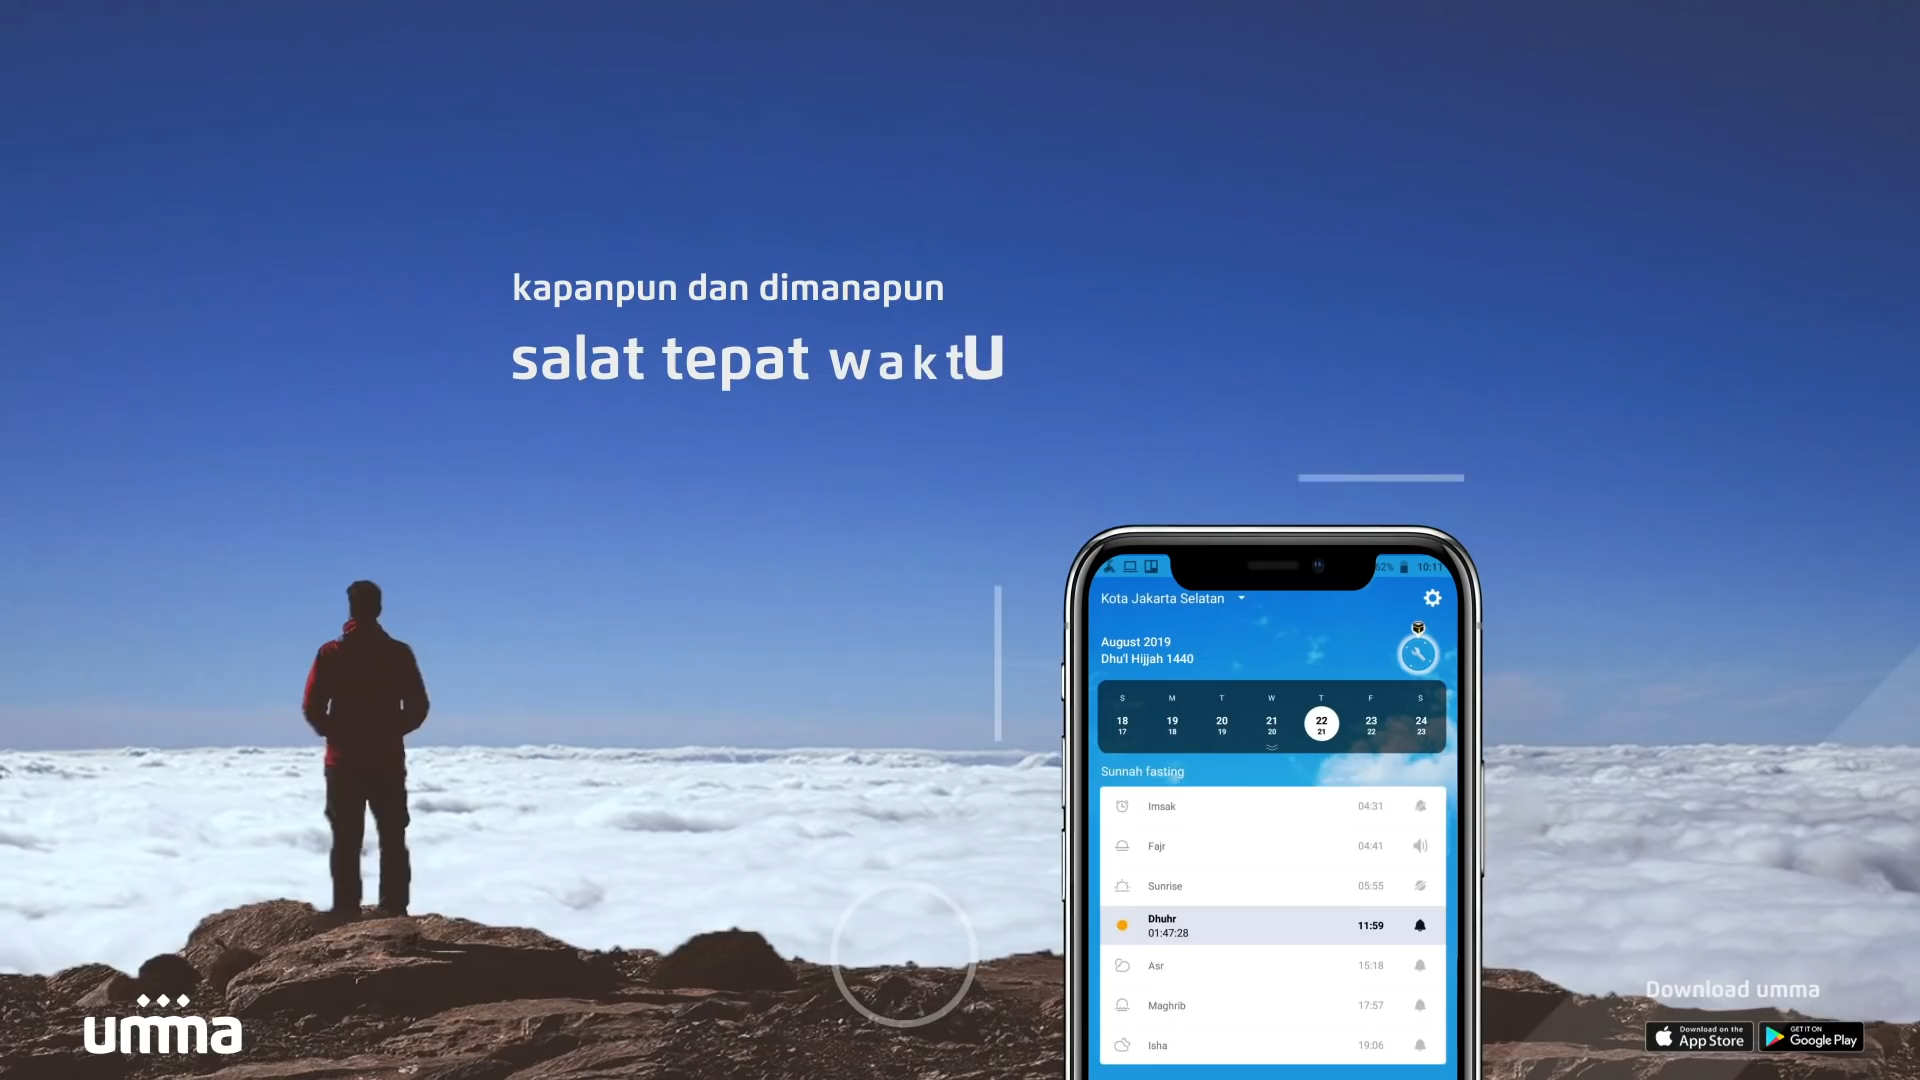 kapanpun dan dimanapun
salat tepat waktU
62% 10:11
Kota Jakarta Selatan
August 2019
Dhu'l Hijjah 1440
S M T W T F S
18 19 20 21 22 23 24
17 18 19 20 21 22 23
Sunnah fasting
Imsak 04:31
Fajr 04:41
Sunrise 05:55
Dhuhr 11:59
01:47:28
Asr 15:18
Maghrib 17:57
Isha 19:06
umma
Download umma
Download on the
App Store
GET IT ON
Google Play